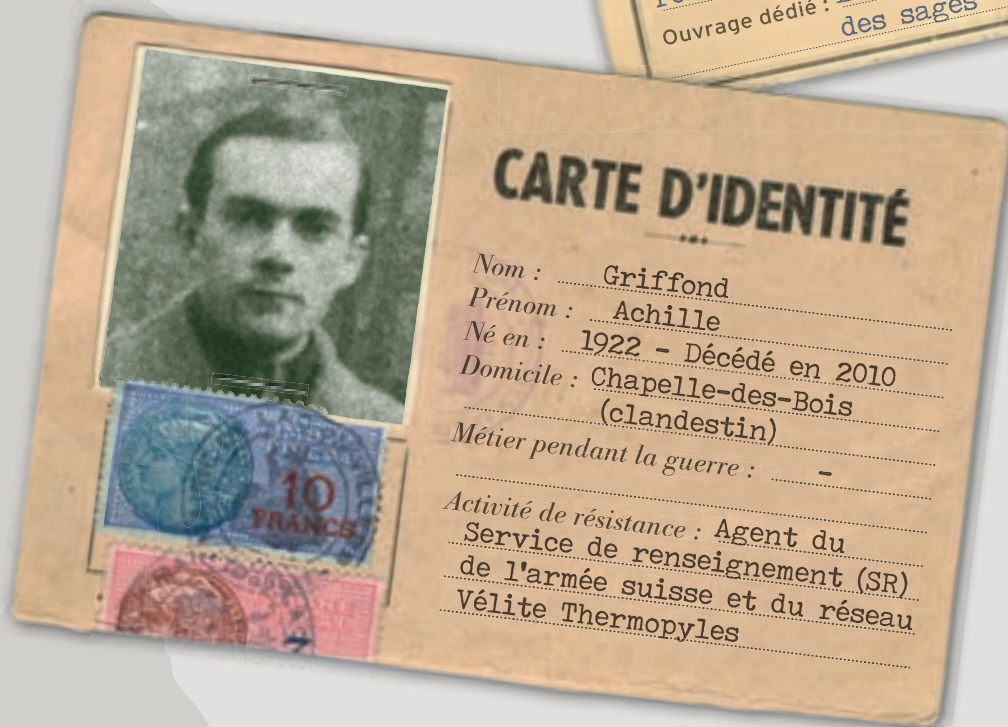 Ouvrage dédié :
des sages
CARTE D'IDENTITÉ
Nom : Griffond
Prénom : Achille
Né en : 1922 - Décédé en 2010
Domicile : Chapelle-des-Bois
(clandestin)
Métier pendant la guerre : -
Activité de résistance : Agent du
Service de renseignement (SR)
de l'armée suisse et du réseau
Vélite Thermopyles
10
FRANCS